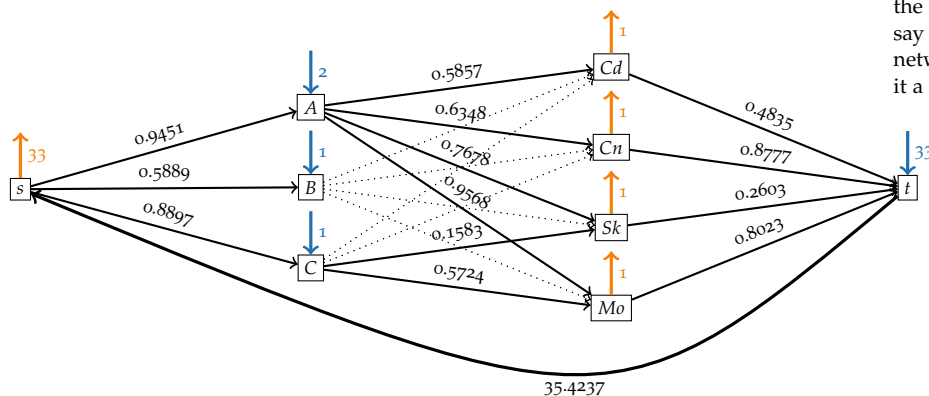 the
say
netw
it a
1
2
0.5857
Cd
A
0.6348
0.4835
1
0.9451
0.7678
33
1
Cn
0.8777
33
s
0.5889
B
0.9568
1
0.2603
t
0.8897
1
0.1583
Sk
0.8023
C
0.5724
1
Mo
35.4237